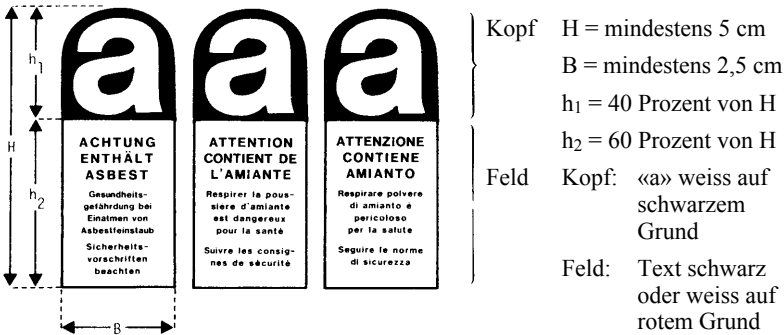 H
h1
h2
B
a
ACHTUNG
ENTHÄLT
ASBEST
Gesundheits-
gefährdung bei
Einatmen von
Asbestfeinstaub
Sicherheits-
vorschriften
beachten
a
ATTENTION
CONTIENT DE
L'AMIANTE
Respirer la pous-
sière d'amiante
est dangereux
pour la santé
Suivre les consig-
nes de sécurité
a
ATTENZIONE
CONTIENE
AMIANTO
Respirare polvere
di amianto è
pericoloso
per la salute
Seguire le norme
di sicurezza
Kopf
H = mindestens 5 cm
B = mindestens 2,5 cm
h1 = 40 Prozent von H
h2 = 60 Prozent von H
Feld
Kopf: «a» weiss auf
schwarzem
Grund
Feld: Text schwarz
oder weiss auf
rotem Grund